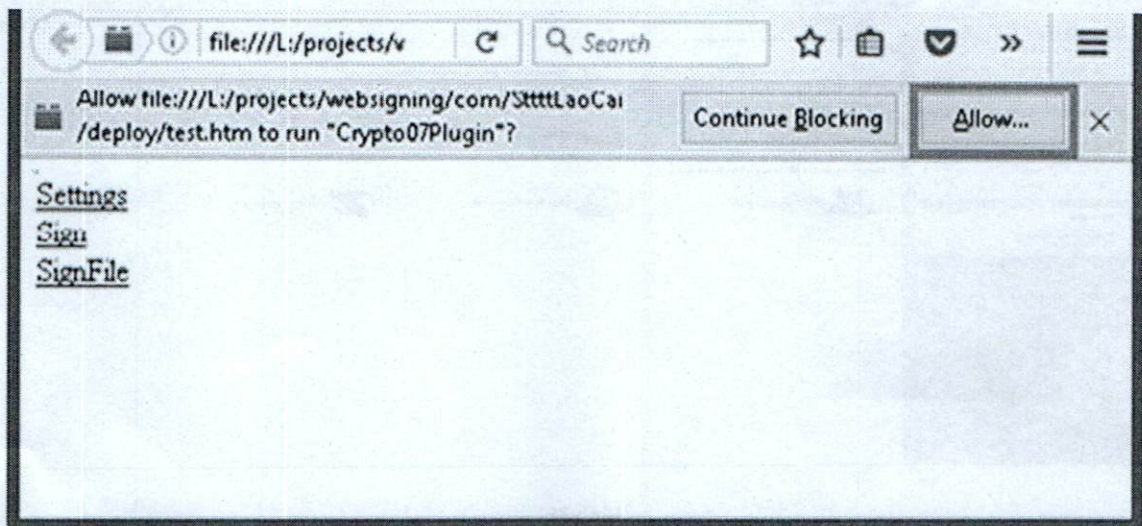 file:///L:/projects/v
Search
Allow file:///L:/projects/websigning/com/StttttLaoCai
/deploy/test.htm to run "Crypto07Plugin"?
Continue Blocking
Allow...
Settings
Sign
SignFile